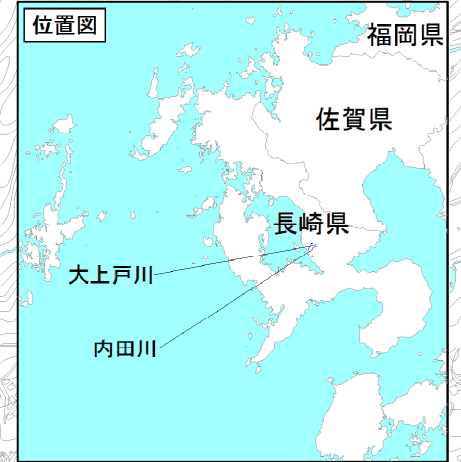 位置図
福岡県
佐賀県
長崎県
大上戸川
内田川